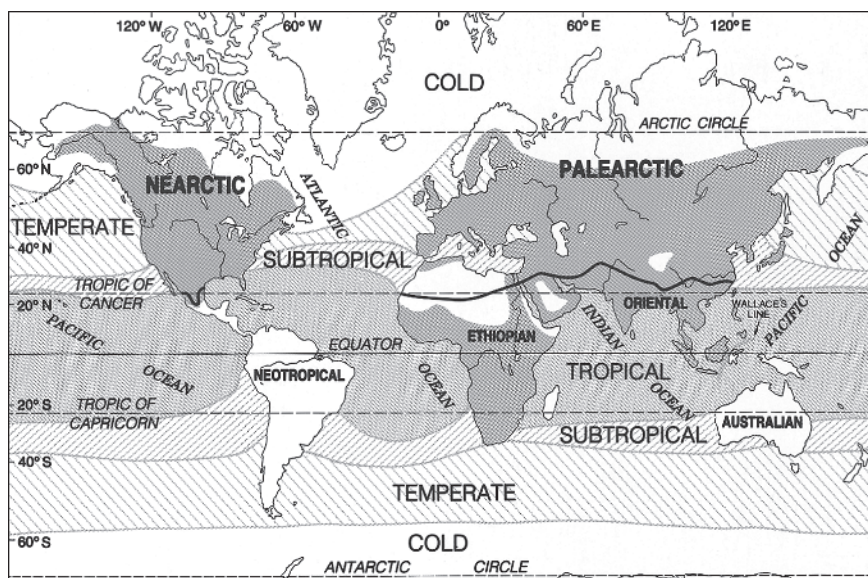 120° W
60° W
0°
60° E
120° E
COLD
ARCTIC CIRCLE
60° N
NEARCTIC
ATLANTIC
PALEARCTIC
TEMPERATE
OCEAN
40° N
SUBTROPICAL
TROPIC OF
CANCER
20° N
ORIENTAL
WALLACE'S
LINE
PACIFIC
INDIAN
PACIFIC
ETHIOPIAN
EQUATOR
0°
NEOTROPICAL
OCEAN
OCEAN
TROPICAL
OCEAN
20° S
TROPIC OF
CAPRICORN
AUSTRALIAN
SUBTROPICAL
40° S
TEMPERATE
60° S
COLD
ANTARCTIC CIRCLE